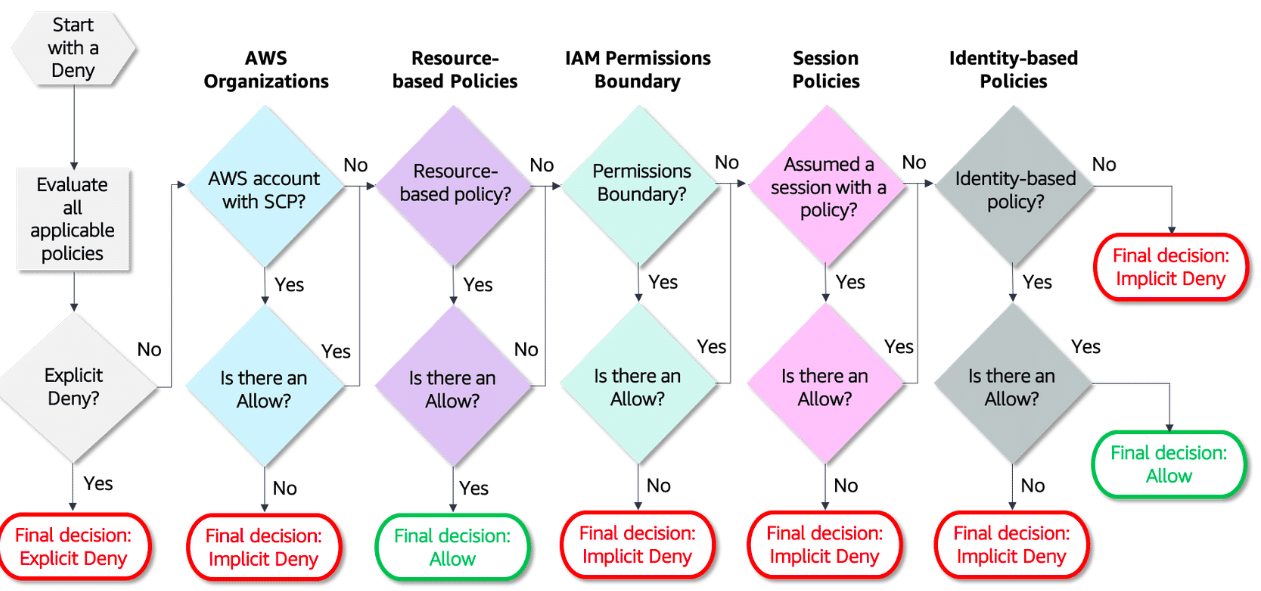 Start
with a
Deny
Evaluate
all
applicable
policies
Explicit
Deny?
No
Yes
Final decision:
Explicit Deny
AWS
Organizations
AWS account
with SCP?
No
Yes
Is there an
Allow?
Yes
No
Final decision:
Implicit Deny
Resource-
based Policies
Resource-
based policy?
No
Yes
Is there an
Allow?
No
Yes
Final decision:
Allow
IAM Permissions
Boundary
Permissions
Boundary?
No
Yes
Is there an
Allow?
Yes
No
Final decision:
Implicit Deny
Session
Policies
Assumed a
session with a
policy?
No
Yes
Is there an
Allow?
Yes
No
Final decision:
Implicit Deny
Identity-based
Policies
Identity-based
policy?
No
Final decision:
Implicit Deny
Yes
Is there an
Allow?
Yes
Final decision:
Allow
No
Final decision:
Implicit Deny